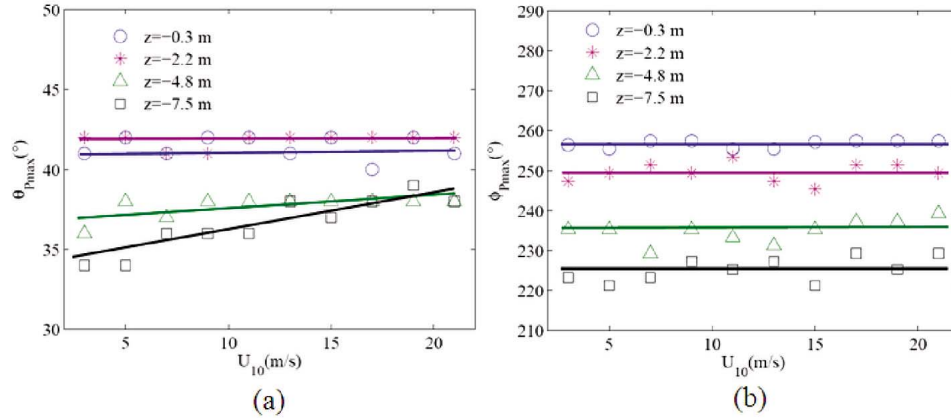 (a)
(b)
z=−0.3 m
z=−2.2 m
z=−4.8 m
z=−7.5 m
50
45
40
35
30
θPmax(°)
5
10
15
20
U10(m/s)
(a)
z=−0.3 m
z=−2.2 m
z=−4.8 m
z=−7.5 m
290
280
270
260
250
240
230
220
210
ϕPmax(°)
5
10
15
20
U10(m/s)
(b)